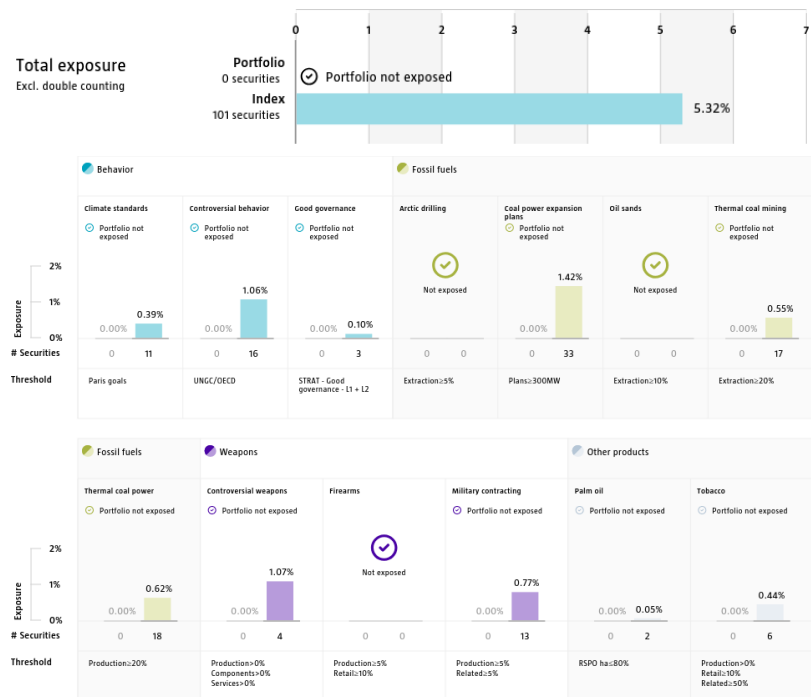 0 1 2 3 4 5 6 7
Total exposure
Excl. double counting
Portfolio
0 securities
Portfolio not exposed
Index
101 securities
5.32%
Behavior
Fossil fuels
Climate standards
Controversial behavior
Good governance
Arctic drilling
Coal power expansion
plans
Oil sands
Thermal coal mining
Portfolio not
exposed
Portfolio not
exposed
Portfolio not
exposed
Portfolio not
exposed
Portfolio not
exposed
Not exposed
Not exposed
Exposure
2%
1%
0%
0.00% 0.39%
0.00% 1.06%
0.00% 0.10%
0.00% 1.42%
0.00% 0.55%
# Securities 0 11 0 16 0 3 0 0 0 33 0 0 0 17
Threshold
Paris goals
UNGC/OECD
STRAT - Good
governance - L1 + L2
Extraction≥5%
Plans≥300MW
Extraction≥10%
Extraction≥20%
Fossil fuels
Weapons
Other products
Thermal coal power
Controversial weapons
Firearms
Military contracting
Palm oil
Tobacco
Portfolio not exposed
Portfolio not exposed
Portfolio not exposed
Portfolio not exposed
Portfolio not exposed
Not exposed
Exposure
2%
1%
0%
0.00% 0.62%
0.00% 1.07%
0.00% 0.77%
0.00% 0.05%
0.00% 0.44%
# Securities 0 18 0 4 0 0 0 13 0 2 0 6
Threshold
Production≥20%
Production>0%
Components>0%
Services>0%
Production≥5%
Retail≥10%
Production≥5%
Related≥5%
RSPO ha≤80%
Production>0%
Retail≥10%
Related≥50%